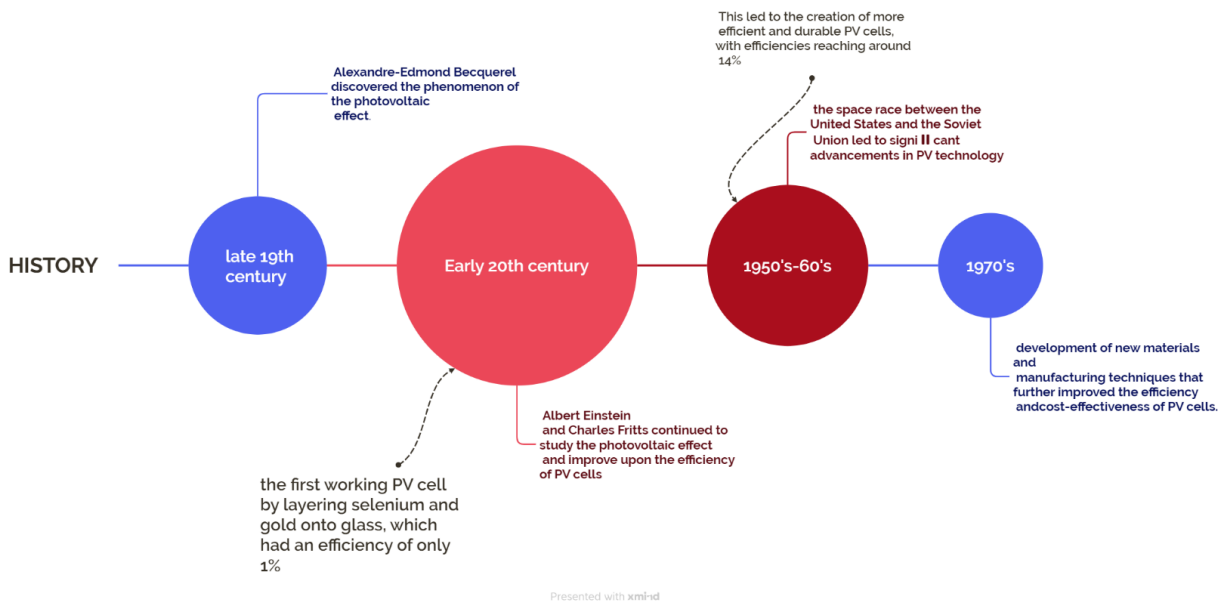 This led to the creation of more
efficient and durable PV cells,
with efficiencies reaching around
14%
Alexandre-Edmond Becquerel
discovered the phenomenon of
the photovoltaic
effect.
the space race between the
United States and the Soviet
Union led to signi II cant
advancements in PV technology
HISTORY
late 19th
century
Early 20th century
1950's-60's
1970's
development of new materials
and
manufacturing techniques that
further improved the efficiency
andcost-effectiveness of PV cells.
Albert Einstein
and Charles Fritts continued to
study the photovoltaic effect
and improve upon the efficiency
of PV cells
the first working PV cell
by layering selenium and
gold onto glass, which
had an efficiency of only
1%
Presented with xmind